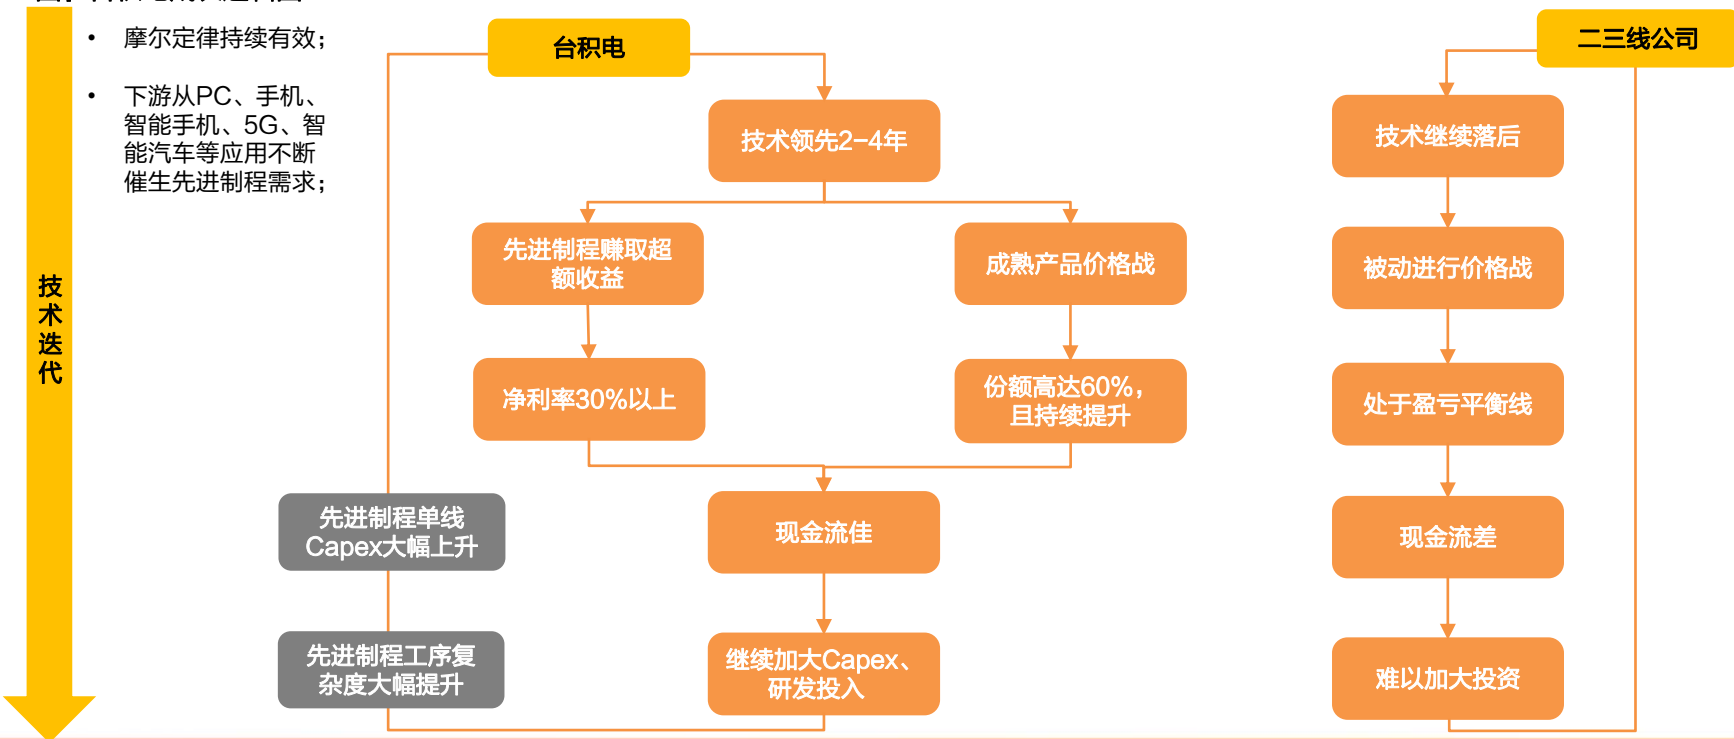 摩尔定律持续有效；
下游从PC、手机、
智能手机、5G、智
能汽车等应用不断
催生先进制程需求；
技
术
迭
代
台积电
技术领先2-4年
先进制程赚取超
额收益
成熟产品价格战
净利率30%以上
份额高达60%，
且持续提升
先进制程单线
Capex大幅上升
现金流佳
先进制程工序复
杂度大幅提升
继续加大Capex、
研发投入
二三线公司
技术继续落后
被动进行价格战
处于盈亏平衡线
现金流差
难以加大投资